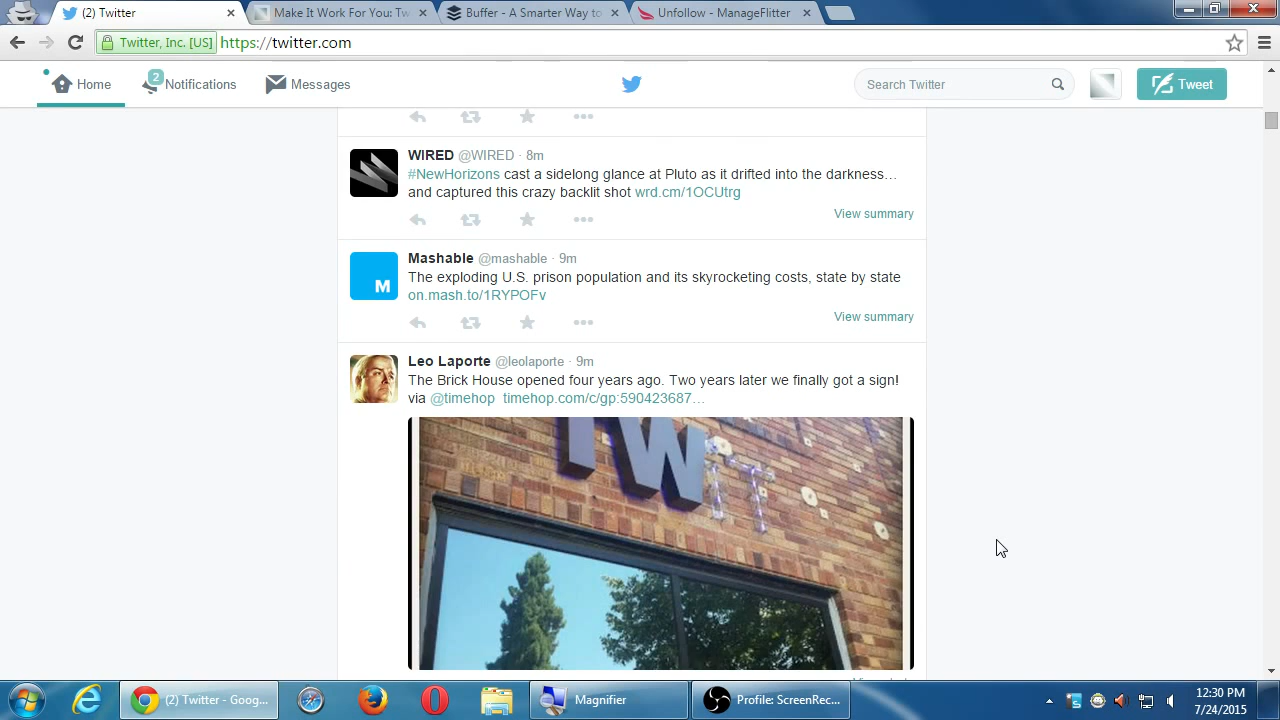 (2) Twitter
Make It Work For You: Tw
Buffer - A Smarter Way to
Unfollow - ManageFlitter
Twitter, Inc. [US]
https://twitter.com
Home
2
Notifications
Messages
Search Twitter
Tweet
WIRED @WIRED · 8m
#NewHorizons cast a sidelong glance at Pluto as it drifted into the darkness…
and captured this crazy backlit shot wrd.cm/1OCUtrg
View summary
Mashable @mashable · 9m
M
The exploding U.S. prison population and its skyrocketing costs, state by state
on.mash.to/1RYPOFv
View summary
Leo Laporte @leolaporte · 9m
The Brick House opened four years ago. Two years later we finally got a sign!
via @timehop timehop.com/c/gp:590423687…
TWiT
(2) Twitter - Goog...
Magnifier
Profile: ScreenRec...
12:30 PM
7/24/2015